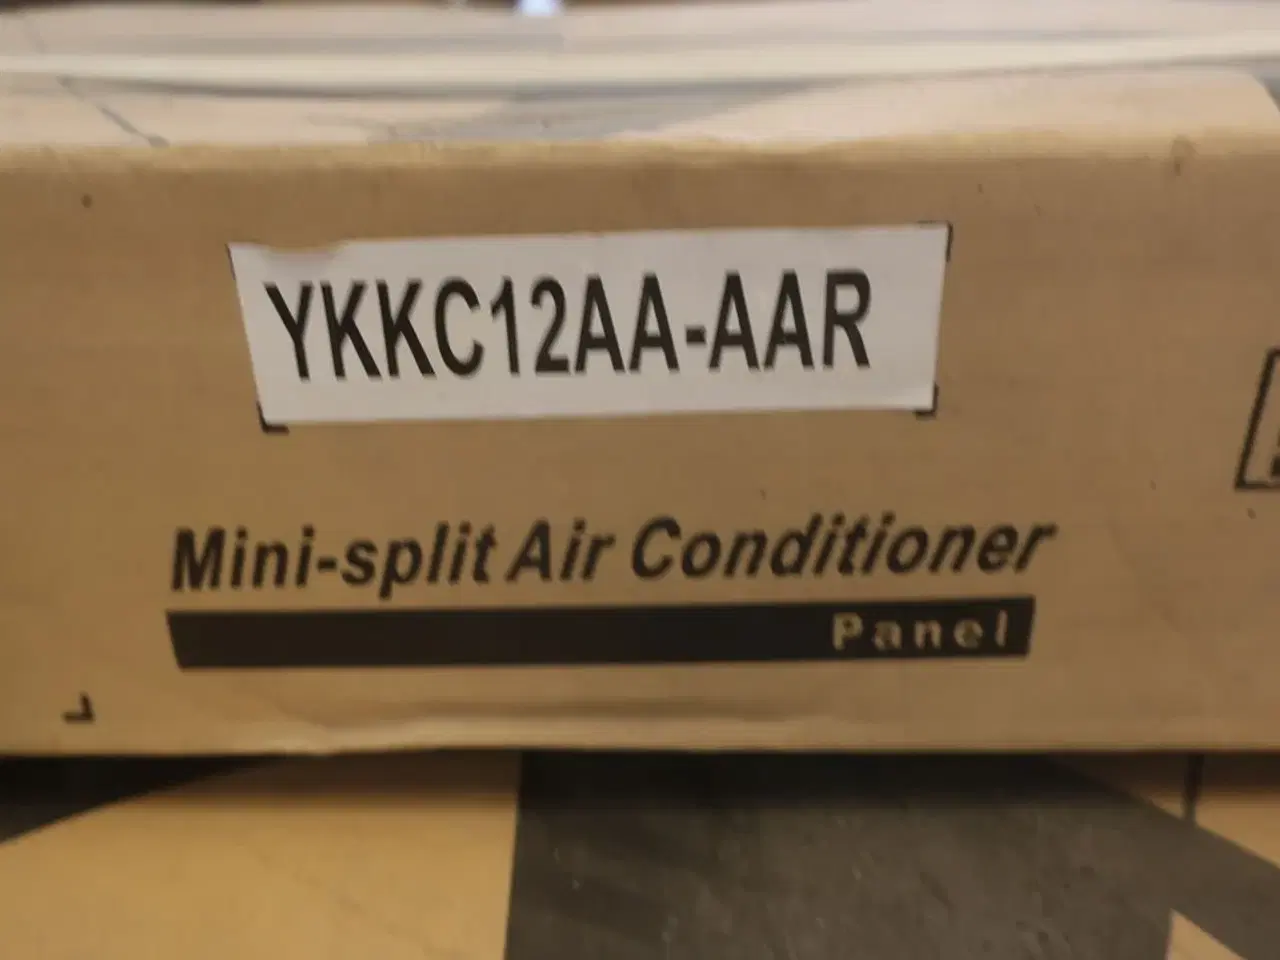 YKKC12AA-AAR
Mini-split Air Conditioner
Panel